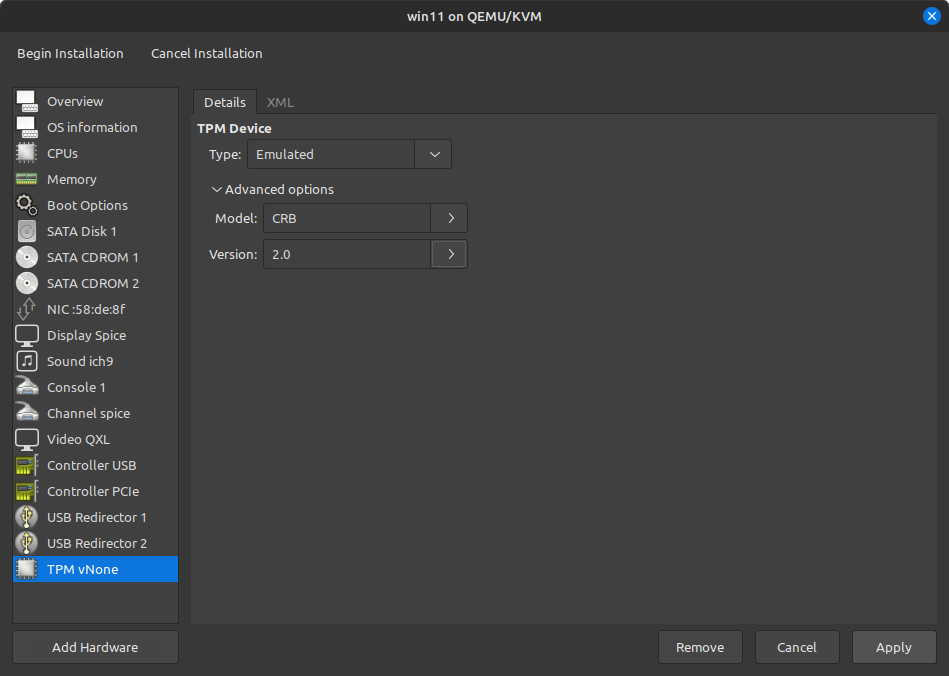 win11 on QEMU/KVM
Begin Installation Cancel Installation
Overview
OS information
CPUs
Memory
Boot Options
SATA Disk 1
SATA CDROM 1
SATA CDROM 2
NIC :58:de:8f
Display Spice
Sound ich9
Console 1
Channel spice
Video QXL
Controller USB
Controller PCIe
USB Redirector 1
USB Redirector 2
TPM vNone
Add Hardware
Details XML
TPM Device
Type: Emulated
Advanced options
Model: CRB
Version: 2.0
Remove Cancel Apply